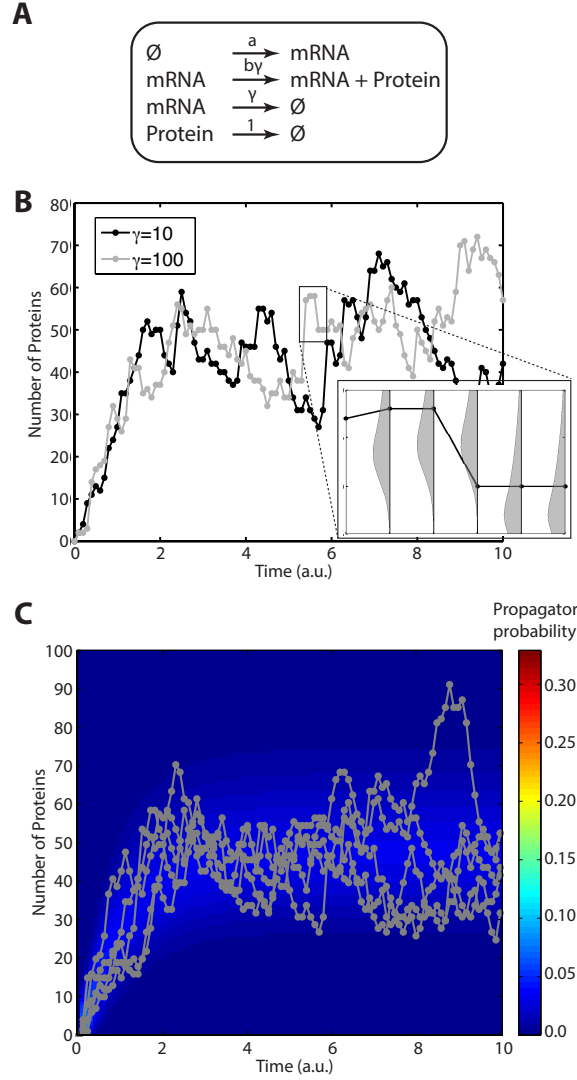 A
Ø a mRNA
mRNA bγ mRNA + Protein
mRNA γ Ø
Protein 1 Ø
B
80
70
60
50
40
30
20
10
0
Number of Proteins
γ=10
γ=100
0 2 4 6 8 10
Time (a.u.)
C
Propagator
probability
100
90
80
70
60
50
40
30
20
10
0
Number of Proteins
0 2 4 6 8 10
Time (a.u.)
0.30
0.25
0.20
0.15
0.10
0.05
0.0